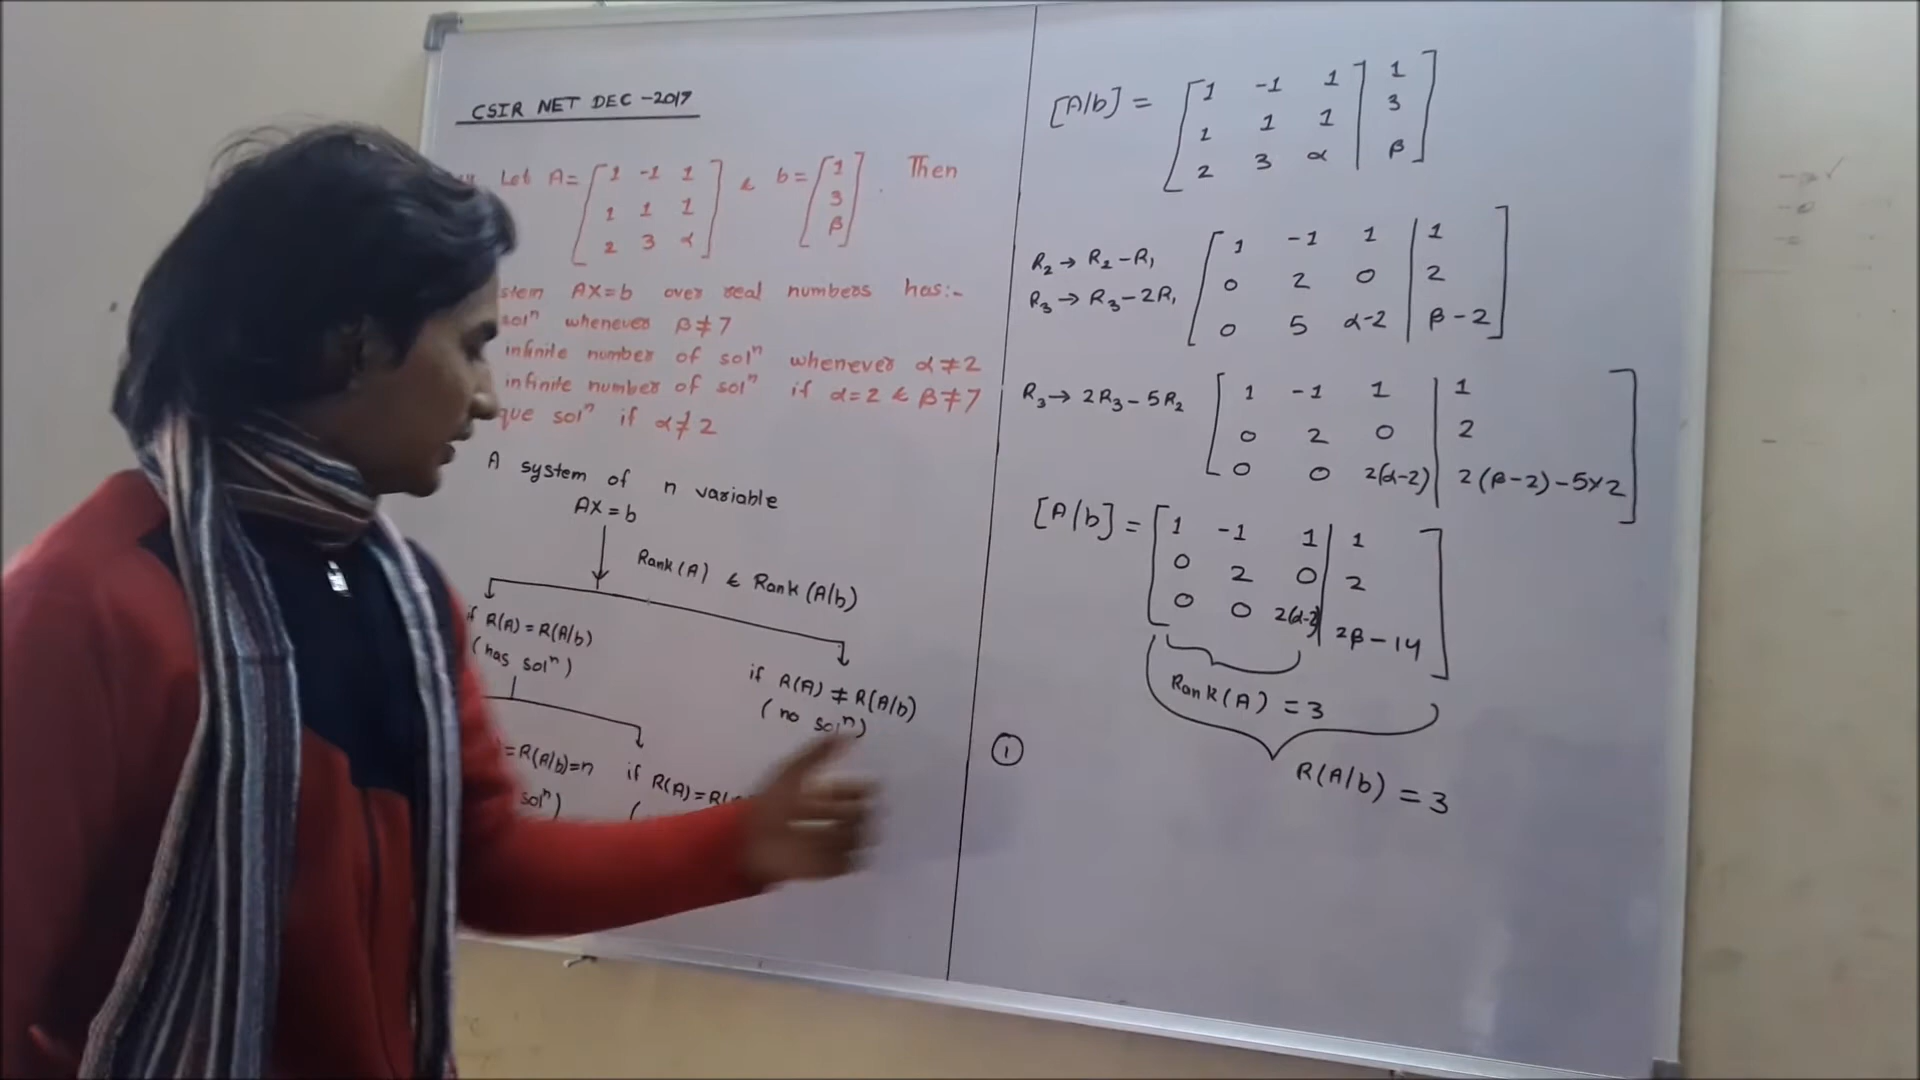 CSIR NET DEC -2017
Let A = [ 1 -1 1 ] & b = [ 1 ] . Then
1 1 1 3
2 3 α β
AX=b over real numbers has:-
solⁿ whenever β≠7
infinite number of solⁿ whenever α≠2
infinite number of solⁿ if α=2 & β≠7
solⁿ if α≠2
A system of n variable
AX=b
Rank(A) & Rank(A/b)
if R(A) = R(A/b)
(has solⁿ)
if R(A) ≠ R(A/b)
(no solⁿ)
=R(A/b)=n
solⁿ)
if R(A)=R(
(
[A/b] = [ 1 -1 1 | 1 ]
1 1 1 | 3
2 3 α | β
R₂→ R₂-R₁
R₃→ R₃-2R₁
1 -1 1 | 1
0 2 0 | 2
0 5 α-2 | β-2
R₃→ 2R₃-5R₂
1 -1 1 | 1
0 2 0 | 2
0 0 2(α-2) | 2(β-2)-5×2
[A/b] = [ 1 -1 1 | 1 ]
0 2 0 | 2
0 0 2(α-2) | 2β-14
Rank(A) = 3
R(A/b) = 3
①